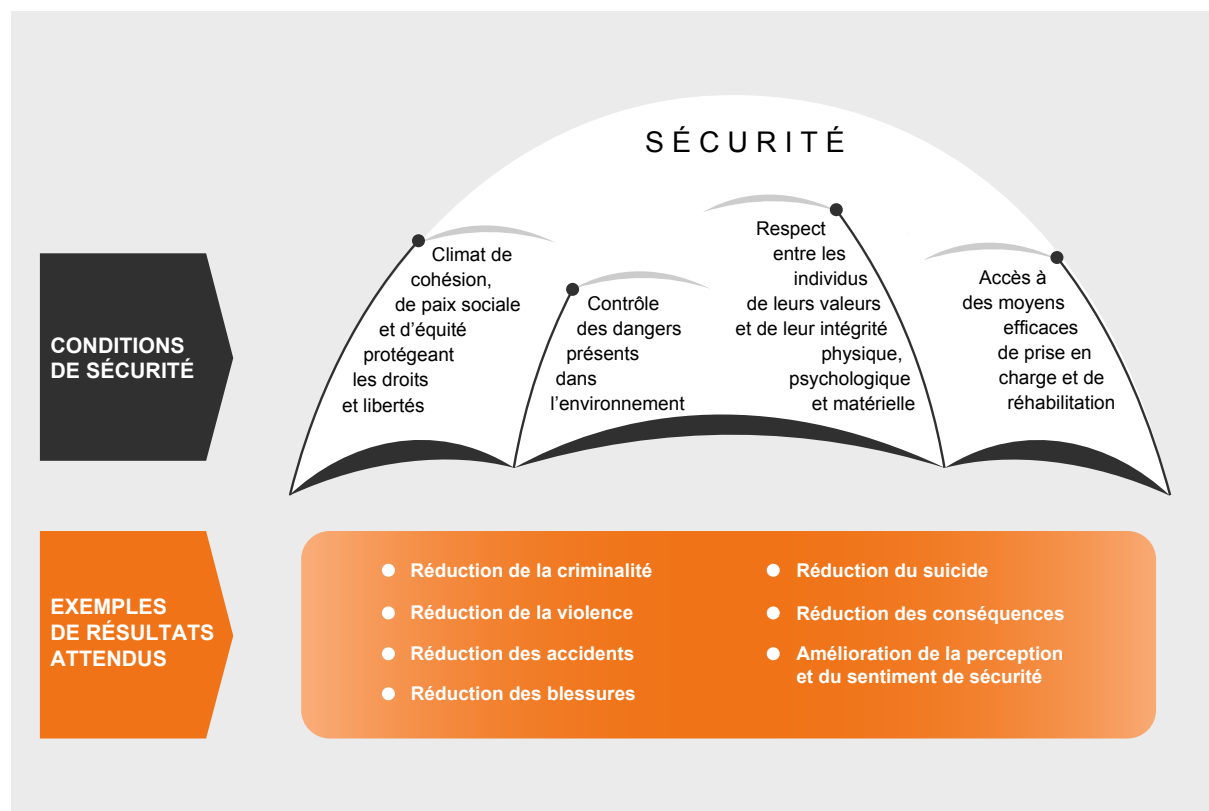 SÉCURITÉ
CONDITIONS
DE SÉCURITÉ
Climat de
cohésion,
de paix sociale
et d'équité
protégeant
les droits
et libertés
Contrôle
des dangers
présents
dans
l'environnement
Respect
entre les
individus
de leurs valeurs
et de leur intégrité
physique,
psychologique
et matérielle
Accès à
des moyens
efficaces
de prise en
charge et de
réhabilitation
EXEMPLES
DE RÉSULTATS
ATTENDUS
Réduction de la criminalité
Réduction de la violence
Réduction des accidents
Réduction des blessures
Réduction du suicide
Réduction des conséquences
Amélioration de la perception
et du sentiment de sécurité